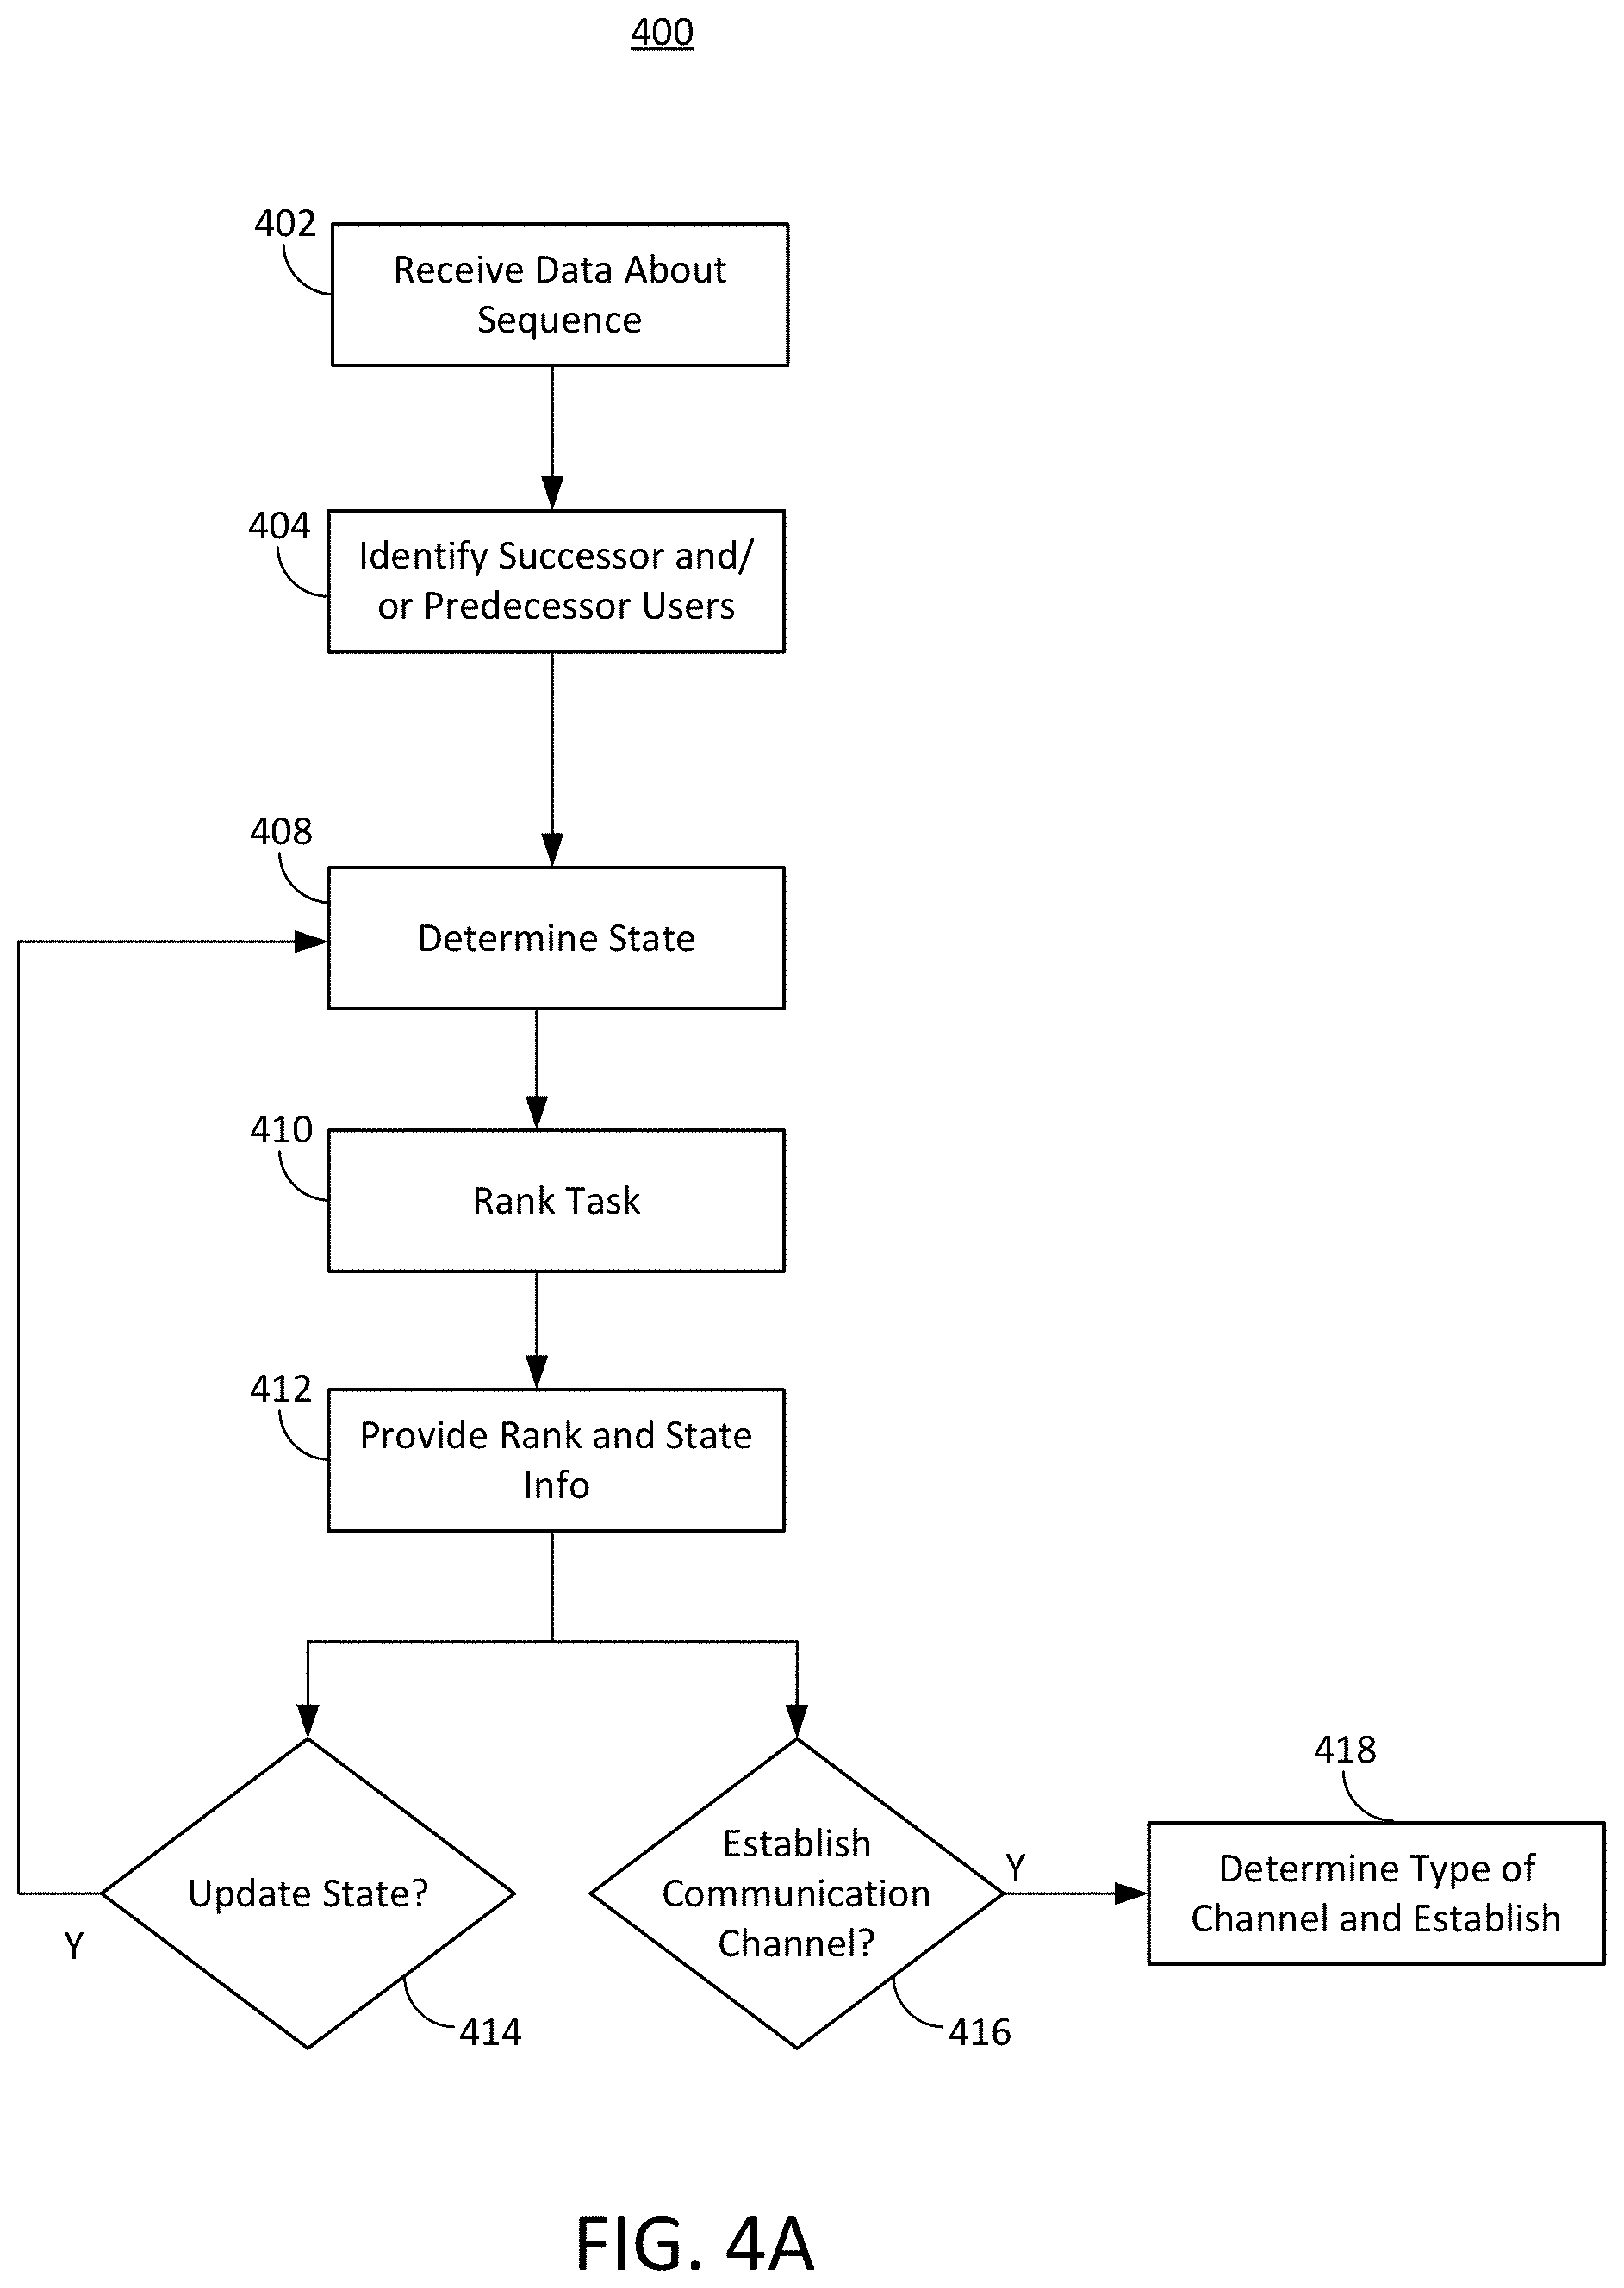 400
402
Receive Data About
Sequence
404
Identify Successor and/
or Predecessor Users
408
Determine State
410
Rank Task
412
Provide Rank and State
Info
Update State?
Y
414
Establish
Communication
Channel?
Y
416
418
Determine Type of
Channel and Establish
FIG. 4A